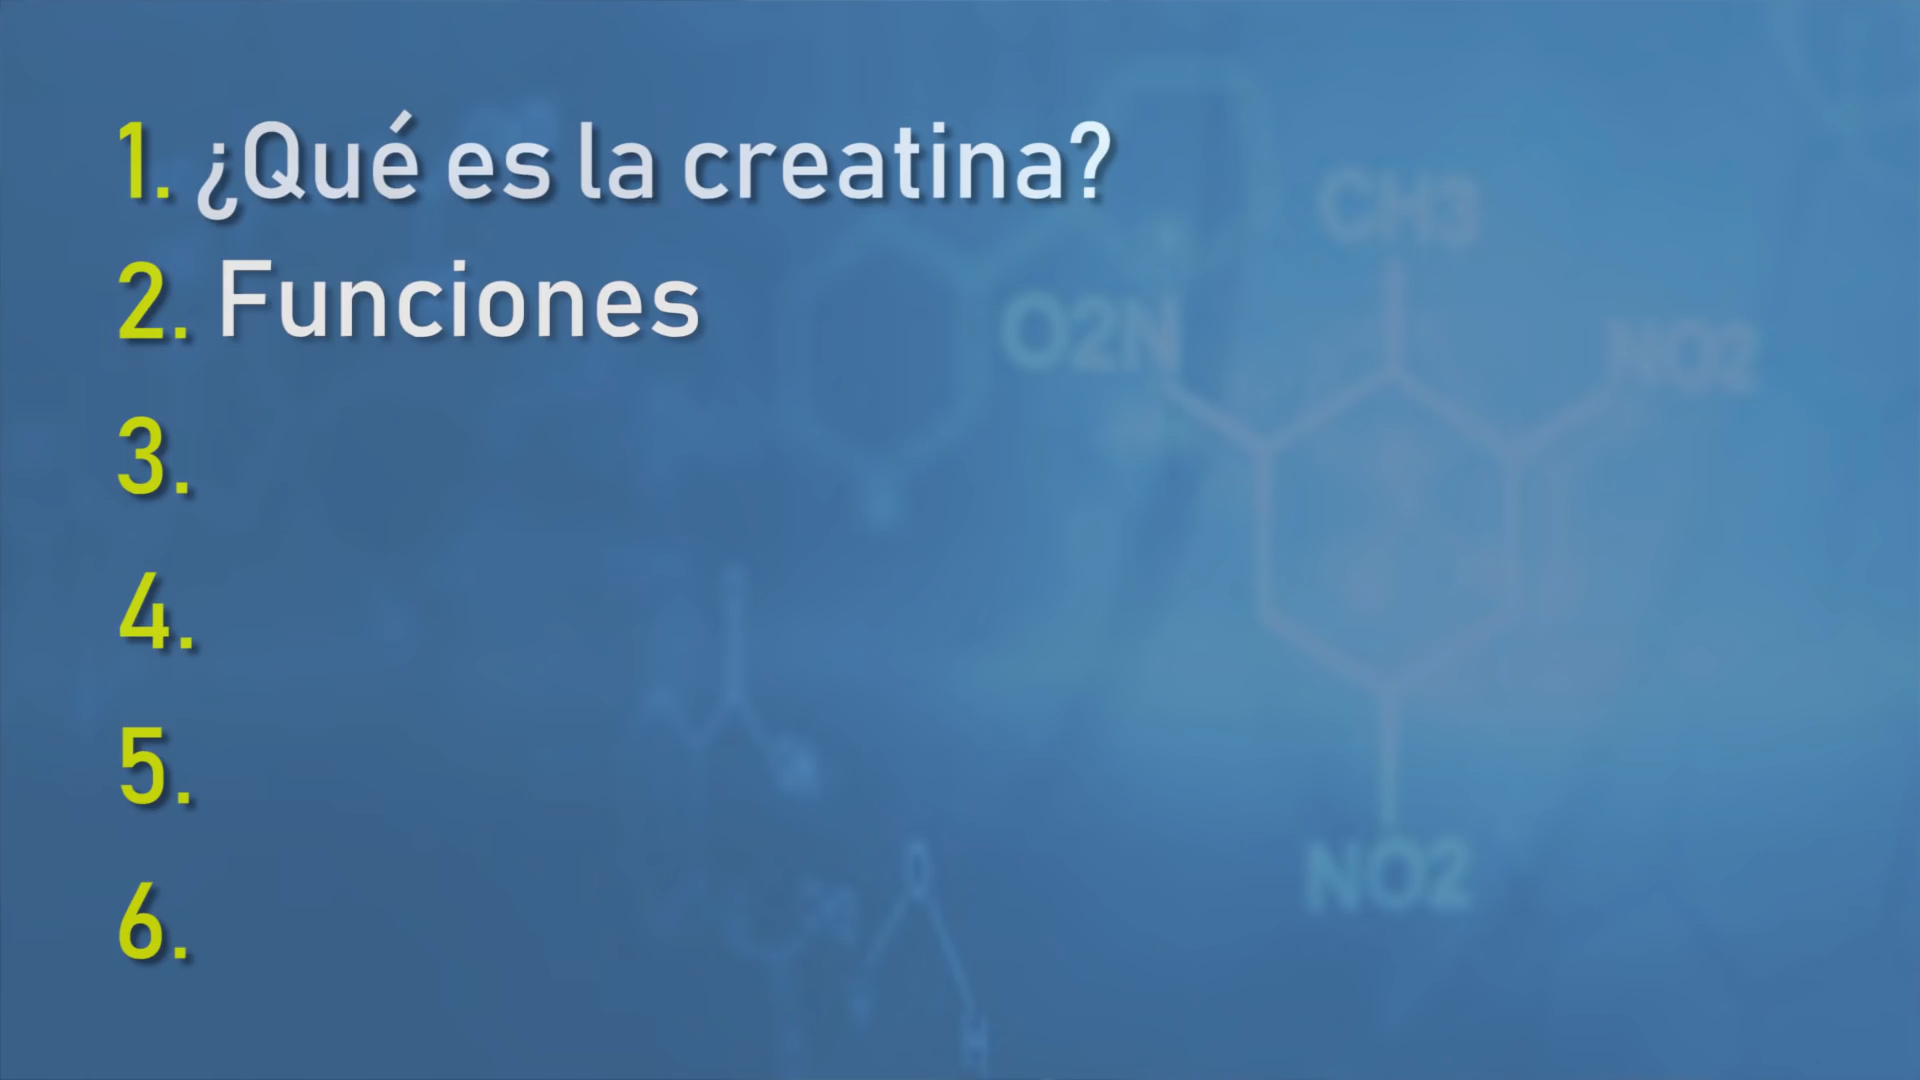 1. ¿Qué es la creatina?
2. Funciones
3.
4.
5.
6.
CH3
O2N
NO2
NO2
O
H